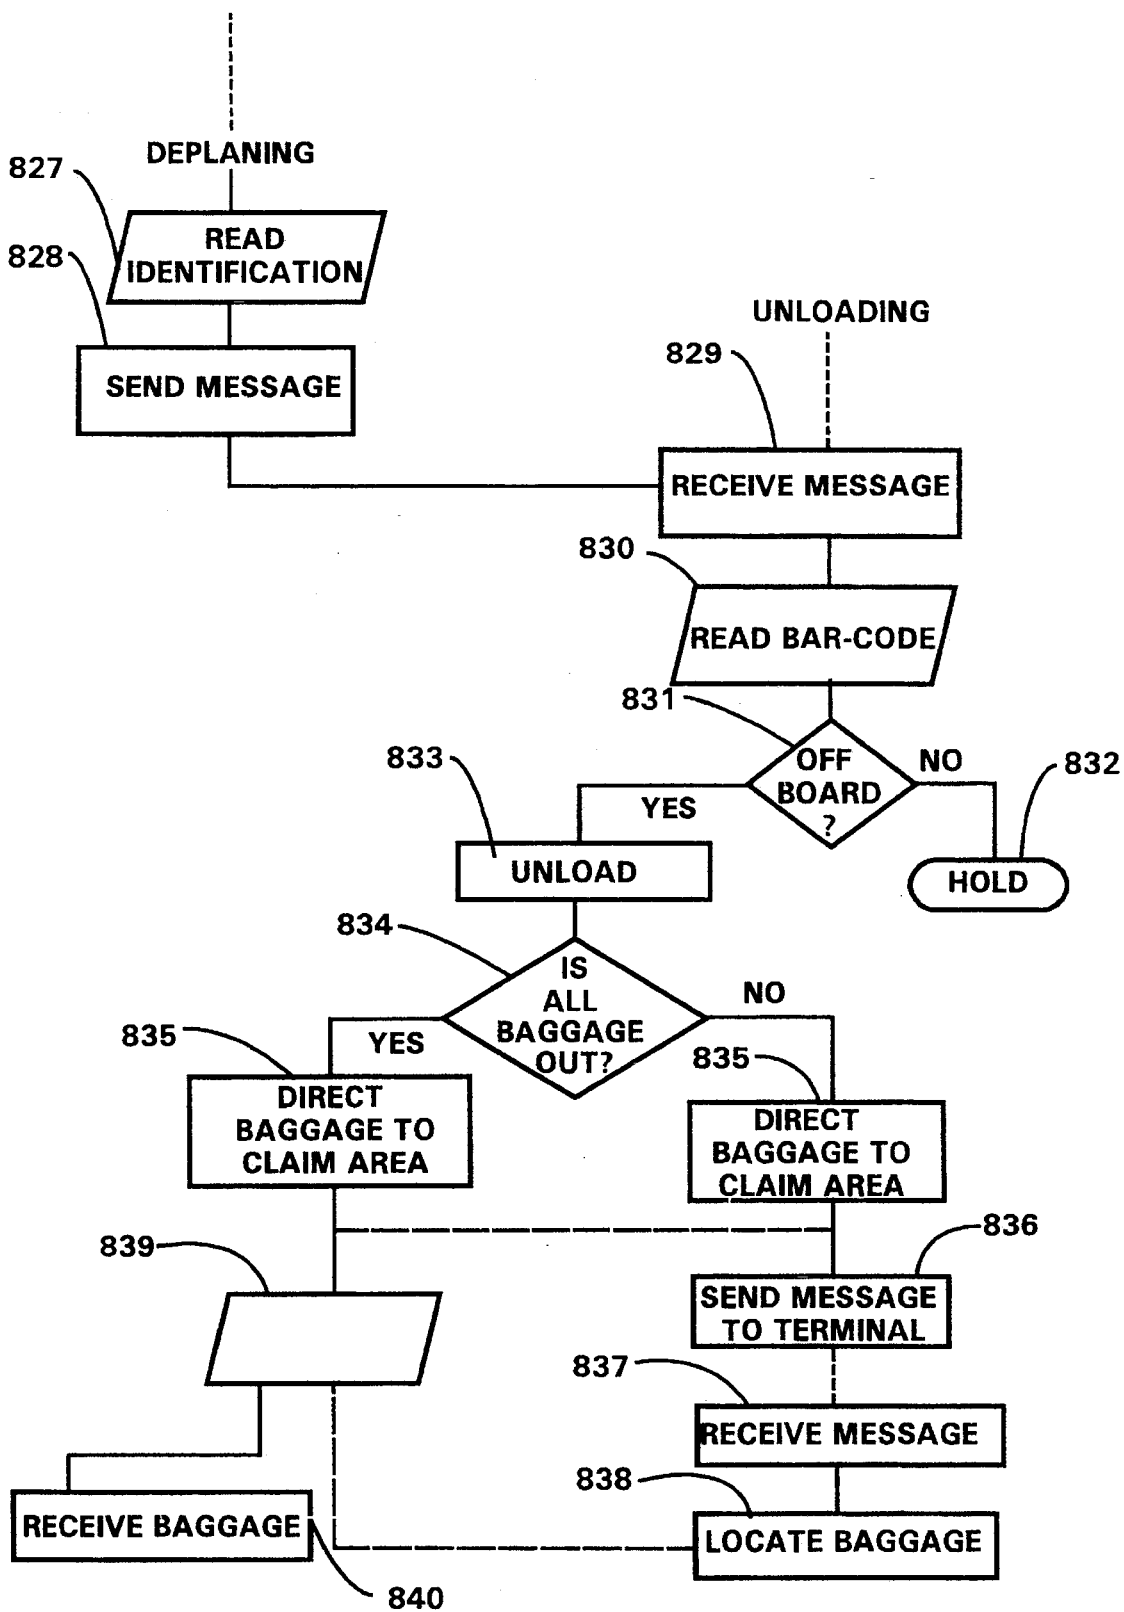 DEPLANING
827
READ
IDENTIFICATION
828
SEND MESSAGE
UNLOADING
829
RECEIVE MESSAGE
830
READ BAR-CODE
831
OFF
BOARD
?
NO
832
HOLD
YES
833
UNLOAD
834
IS
ALL
BAGGAGE
OUT?
YES
NO
835
DIRECT
BAGGAGE TO
CLAIM AREA
835
DIRECT
BAGGAGE TO
CLAIM AREA
836
SEND MESSAGE
TO TERMINAL
839
837
RECEIVE MESSAGE
838
LOCATE BAGGAGE
RECEIVE BAGGAGE
840